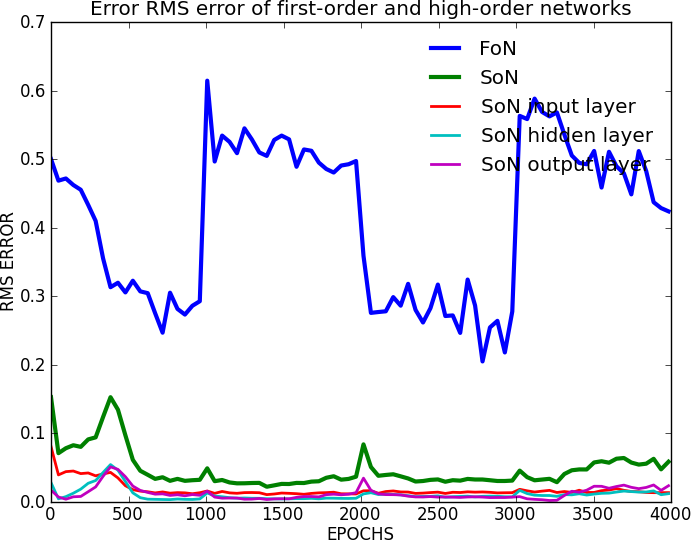 Error RMS error of first-order and high-order networks
0.7
0.6
0.5
0.4
0.3
0.2
0.1
0.0
RMS ERROR
FoN
SoN
SoN input layer
SoN hidden layer
SoN output layer
0 500 1000 1500 2000 2500 3000 3500 4000
EPOCHS